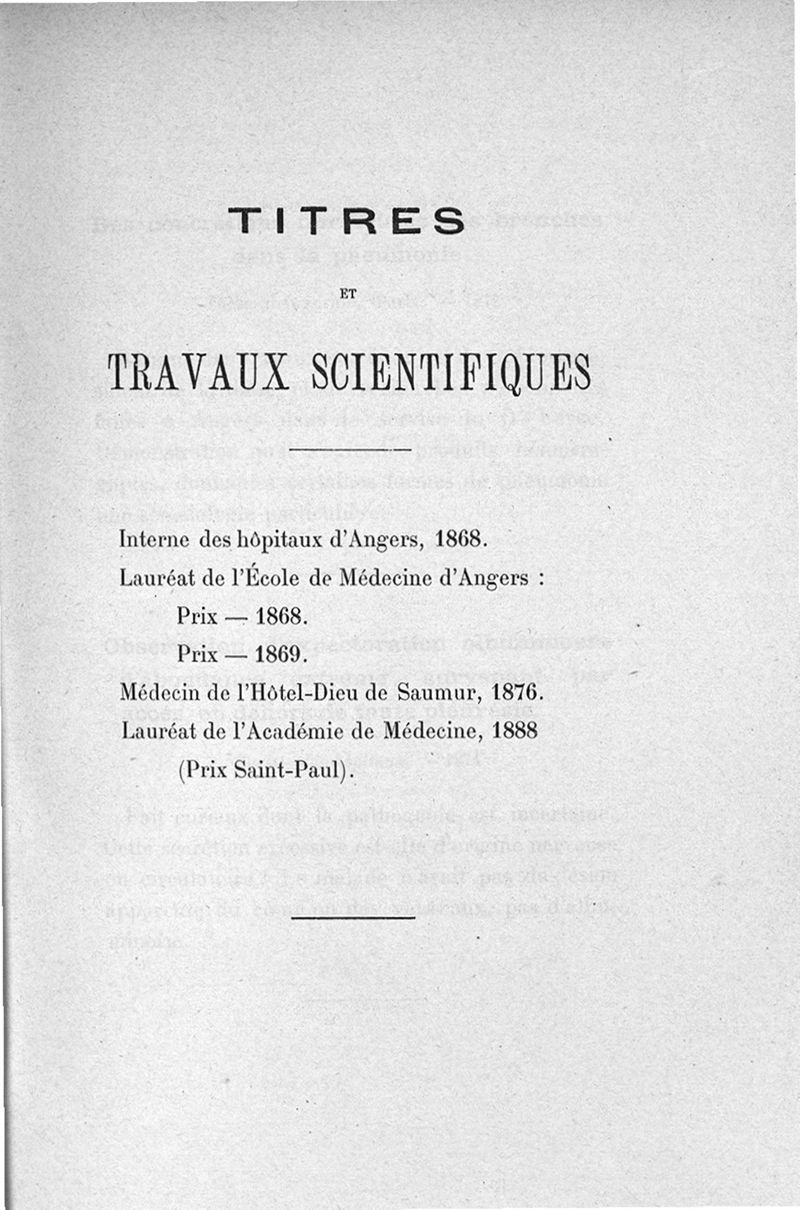 TITRES
ET
TRAVAUX SCIENTIFIQUES
Interne des hôpitaux d'Angers, 1868.
Lauréat de l'École de Médecine d'Angers :
Prix — 1868.
Prix — 1869.
Médecin de l'Hôtel-Dieu de Saumur, 1876.
Lauréat de l'Académie de Médecine, 1888
(Prix Saint-Paul).